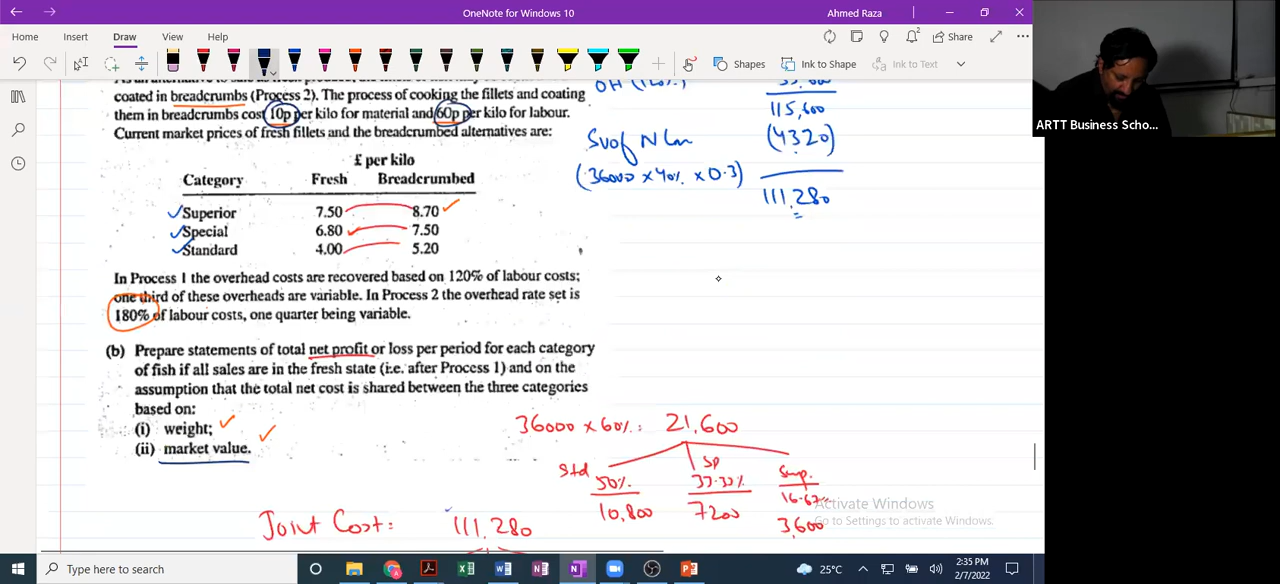 OneNote for Windows 10
Ahmed Raza
Home Insert Draw View Help
Share
Shapes
Ink to Shape
Ink to Text
coated in breadcrumbs (Process 2). The process of cooking the fillets and coating
them in breadcrumbs cost 10p per kilo for material and 60p per kilo for labour.
Current market prices of fresh fillets and the breadcrumbed alternatives are:
£ per kilo
Category Fresh Breadcrumbed
Superior 7.50 8.70
Special 6.80 7.50
Standard 4.00 5.20
In Process 1 the overhead costs are recovered based on 120% of labour costs;
one third of these overheads are variable. In Process 2 the overhead rate set is
180% of labour costs, one quarter being variable.
(b) Prepare statements of total net profit or loss per period for each category
of fish if all sales are in the fresh state (i.e. after Process 1) and on the
assumption that the total net cost is shared between the three categories
based on:
(i) weight;
(ii) market value.
OH (120%)
115,600
(4320)
(36000 x 40% x 0.3)
111,280
36000 x 60% = 21,600
Std
50%
10,800
SP
33.33%
7200
Sup.
16.67%
3,600
Joint Cost: 111,280
ARTT Business Scho...
Activate Windows
Go to Settings to activate Windows.
Type here to search
25°C
2:35 PM
2/7/2022